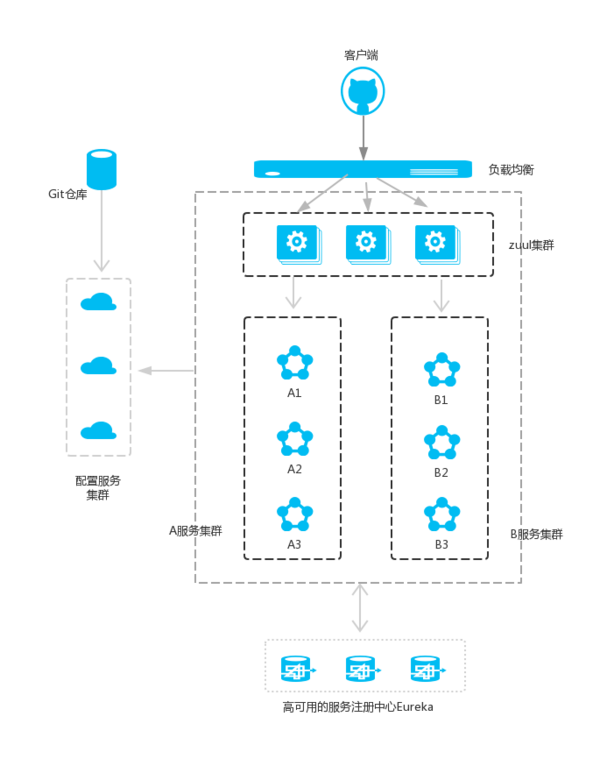 客户端
负载均衡
Git仓库
zuul集群
A1
B1
A2
B2
配置服务
集群
A服务集群
A3
B3
B服务集群
高可用的服务注册中心Eureka